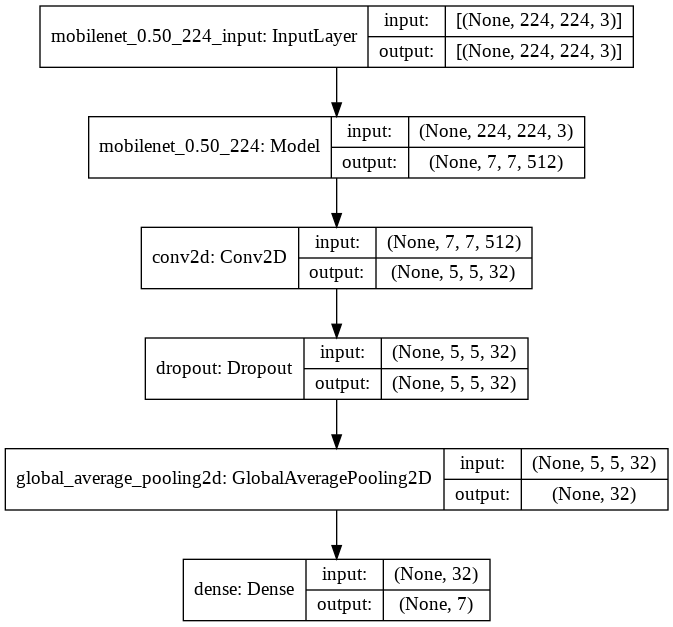 mobilenet_0.50_224_input: InputLayer
input:
[(None, 224, 224, 3)]
output:
[(None, 224, 224, 3)]
mobilenet_0.50_224: Model
input:
(None, 224, 224, 3)
output:
(None, 7, 7, 512)
conv2d: Conv2D
input:
(None, 7, 7, 512)
output:
(None, 5, 5, 32)
dropout: Dropout
input:
(None, 5, 5, 32)
output:
(None, 5, 5, 32)
global_average_pooling2d: GlobalAveragePooling2D
input:
(None, 5, 5, 32)
output:
(None, 32)
dense: Dense
input:
(None, 32)
output:
(None, 7)